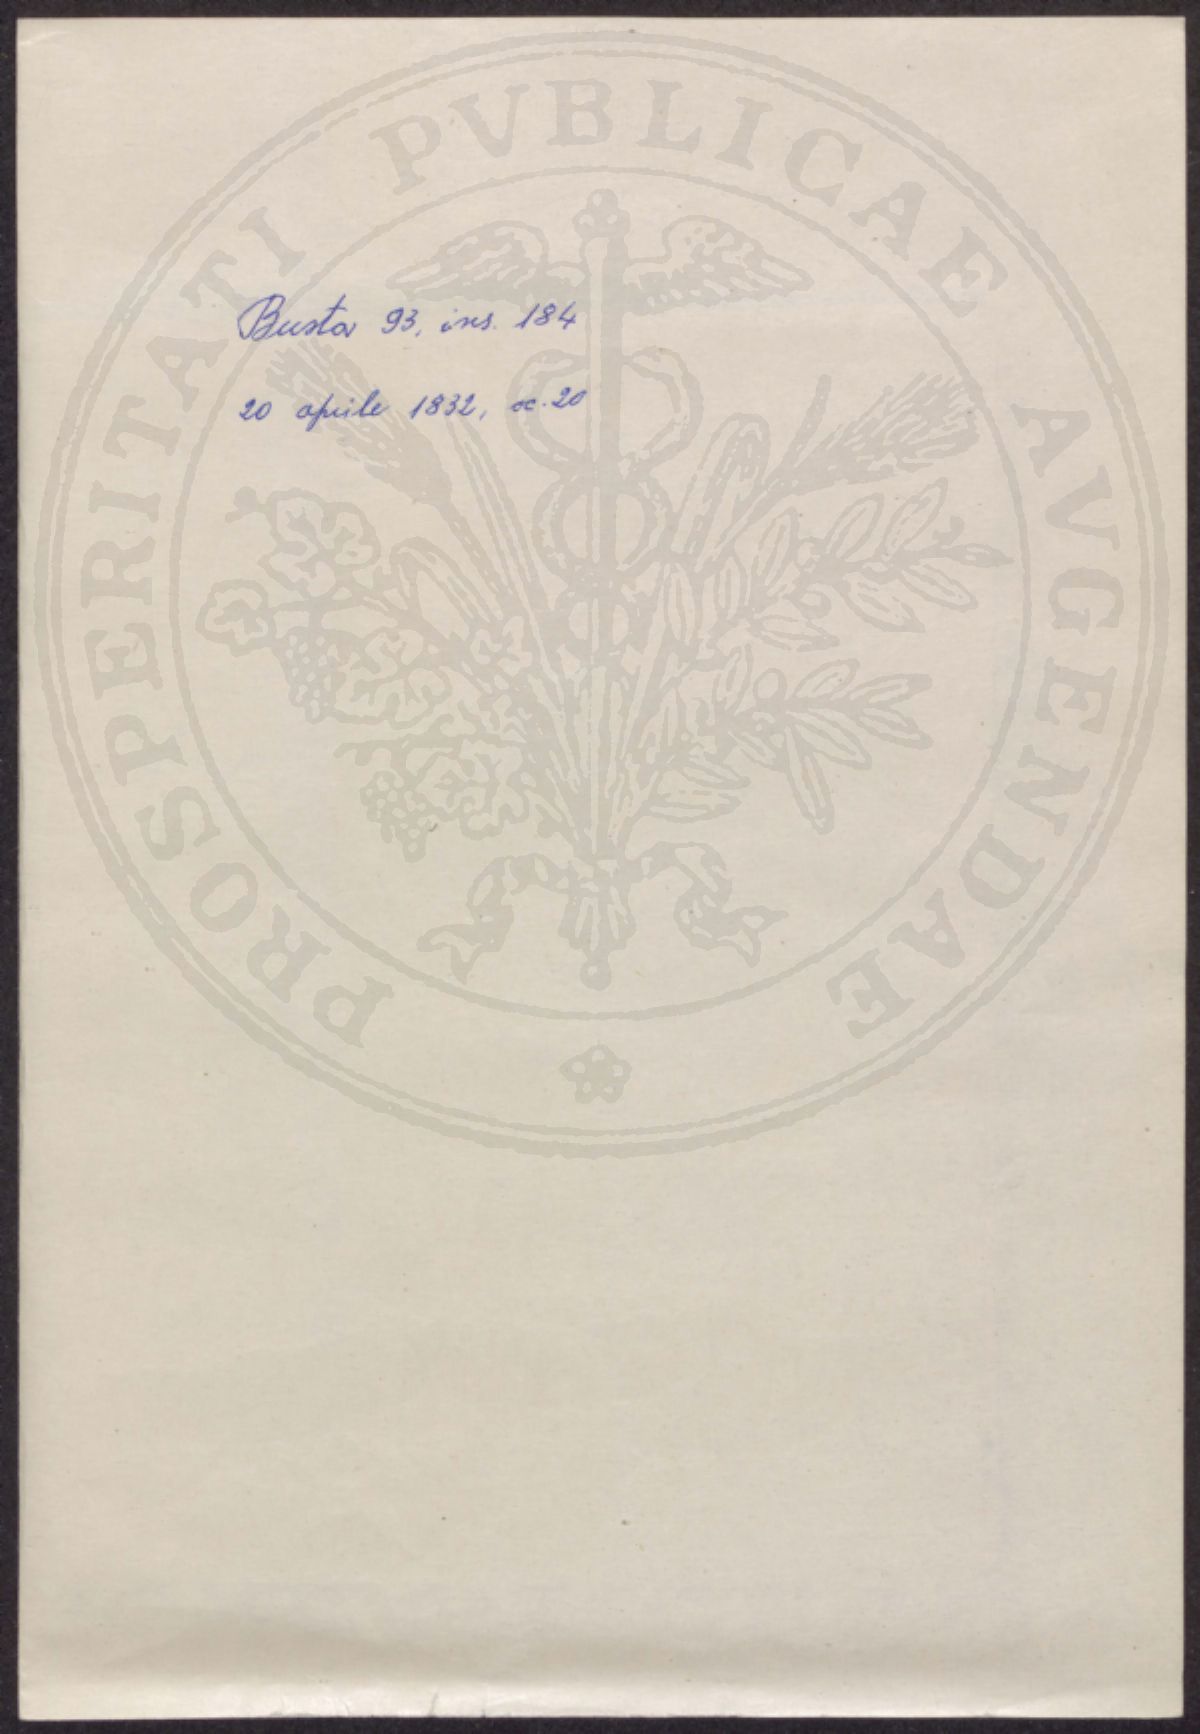 PROSPERITATI PVBLICAE AVGENDAE
Busta 93, ins. 184
20 aprile 1832, cc. 20